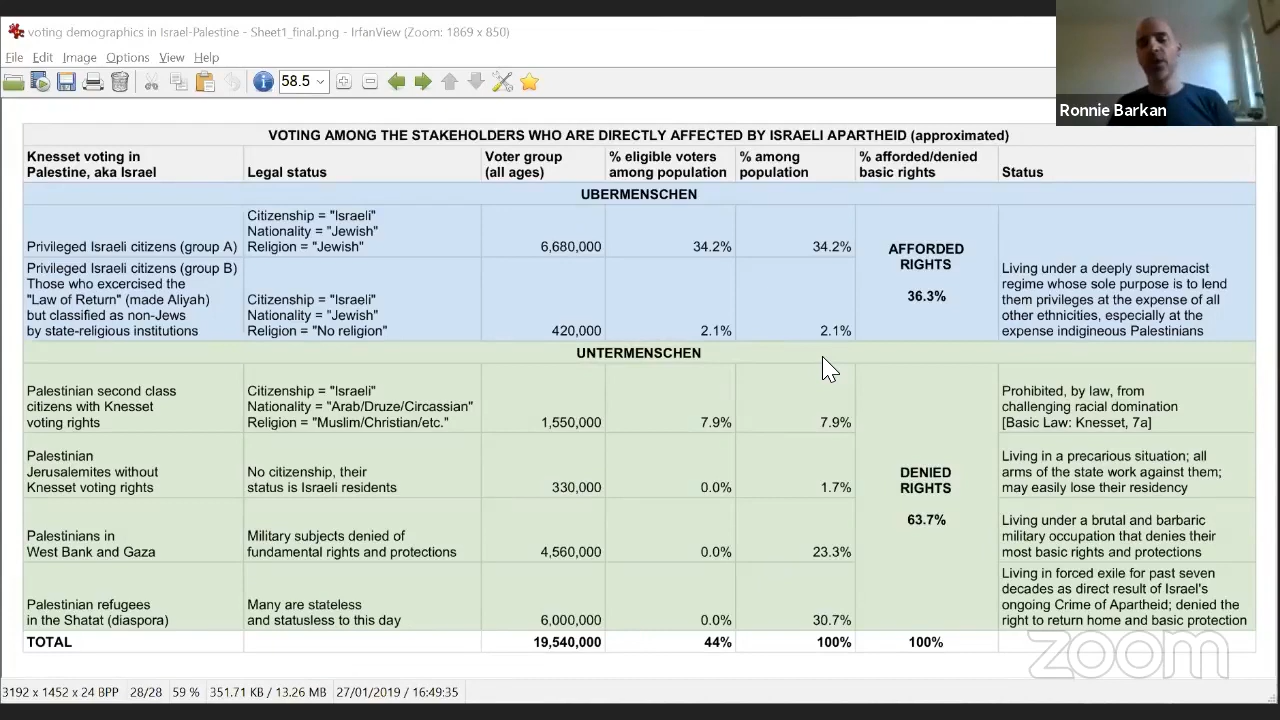 voting demographics in Israel-Palestine - Sheet1_final.png - IrfanView (Zoom: 1869 x 850)
File Edit Image Options View Help
58.5
Ronnie Barkan
VOTING AMONG THE STAKEHOLDERS WHO ARE DIRECTLY AFFECTED BY ISRAELI APARTHEID (approximated)
Knesset voting in
Palestine, aka Israel
Legal status
Voter group
(all ages)
% eligible voters
among population
% among
population
% afforded/denied
basic rights
Status
UBERMENSCHEN
Privileged Israeli citizens (group A)
Citizenship = "Israeli"
Nationality = "Jewish"
Religion = "Jewish"
6,680,000
34.2%
34.2%
AFFORDED
RIGHTS
36.3%
Privileged Israeli citizens (group B)
Those who excercised the
"Law of Return" (made Aliyah)
but classified as non-Jews
by state-religious institutions
Citizenship = "Israeli"
Nationality = "Jewish"
Religion = "No religion"
420,000
2.1%
2.1%
Living under a deeply supremacist
regime whose sole purpose is to lend
them privileges at the expense of all
other ethnicities, especially at the
expense indigineous Palestinians
UNTERMENSCHEN
Palestinian second class
citizens with Knesset
voting rights
Citizenship = "Israeli"
Nationality = "Arab/Druze/Circassian"
Religion = "Muslim/Christian/etc."
1,550,000
7.9%
7.9%
DENIED
RIGHTS
63.7%
Prohibited, by law, from
challenging racial domination
[Basic Law: Knesset, 7a]
Palestinian
Jerusalemites without
Knesset voting rights
No citizenship, their
status is Israeli residents
330,000
0.0%
1.7%
Living in a precarious situation; all
arms of the state work against them;
may easily lose their residency
Palestinians in
West Bank and Gaza
Military subjects denied of
fundamental rights and protections
4,560,000
0.0%
23.3%
Living under a brutal and barbaric
military occupation that denies their
most basic rights and protections
Palestinian refugees
in the Shatat (diaspora)
Many are stateless
and statusless to this day
6,000,000
0.0%
30.7%
Living in forced exile for past seven
decades as direct result of Israel's
ongoing Crime of Apartheid; denied the
right to return home and basic protection
TOTAL
19,540,000
44%
100%
100%
zoom
3192 x 1452 x 24 BPP 28/28 59 % 351.71 KB / 13.26 MB 27/01/2019 / 16:49:35